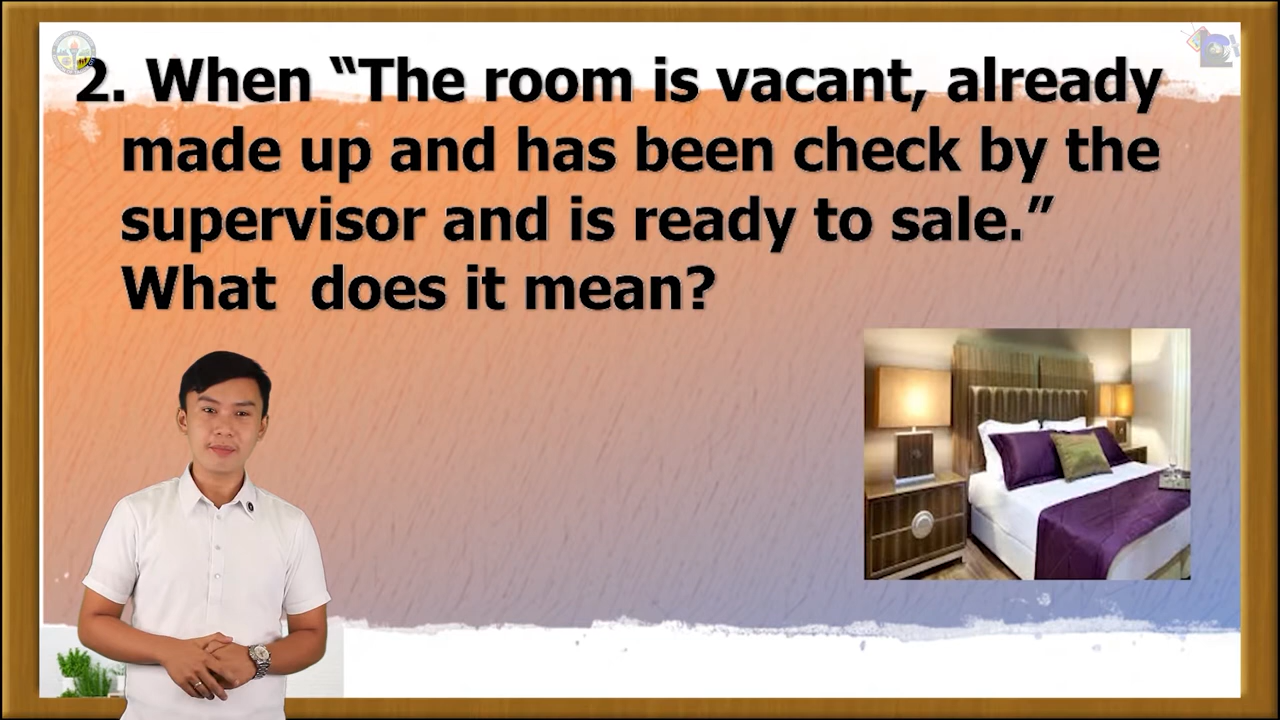 2. When “The room is vacant, already
made up and has been check by the
supervisor and is ready to sale.”
What  does it mean?